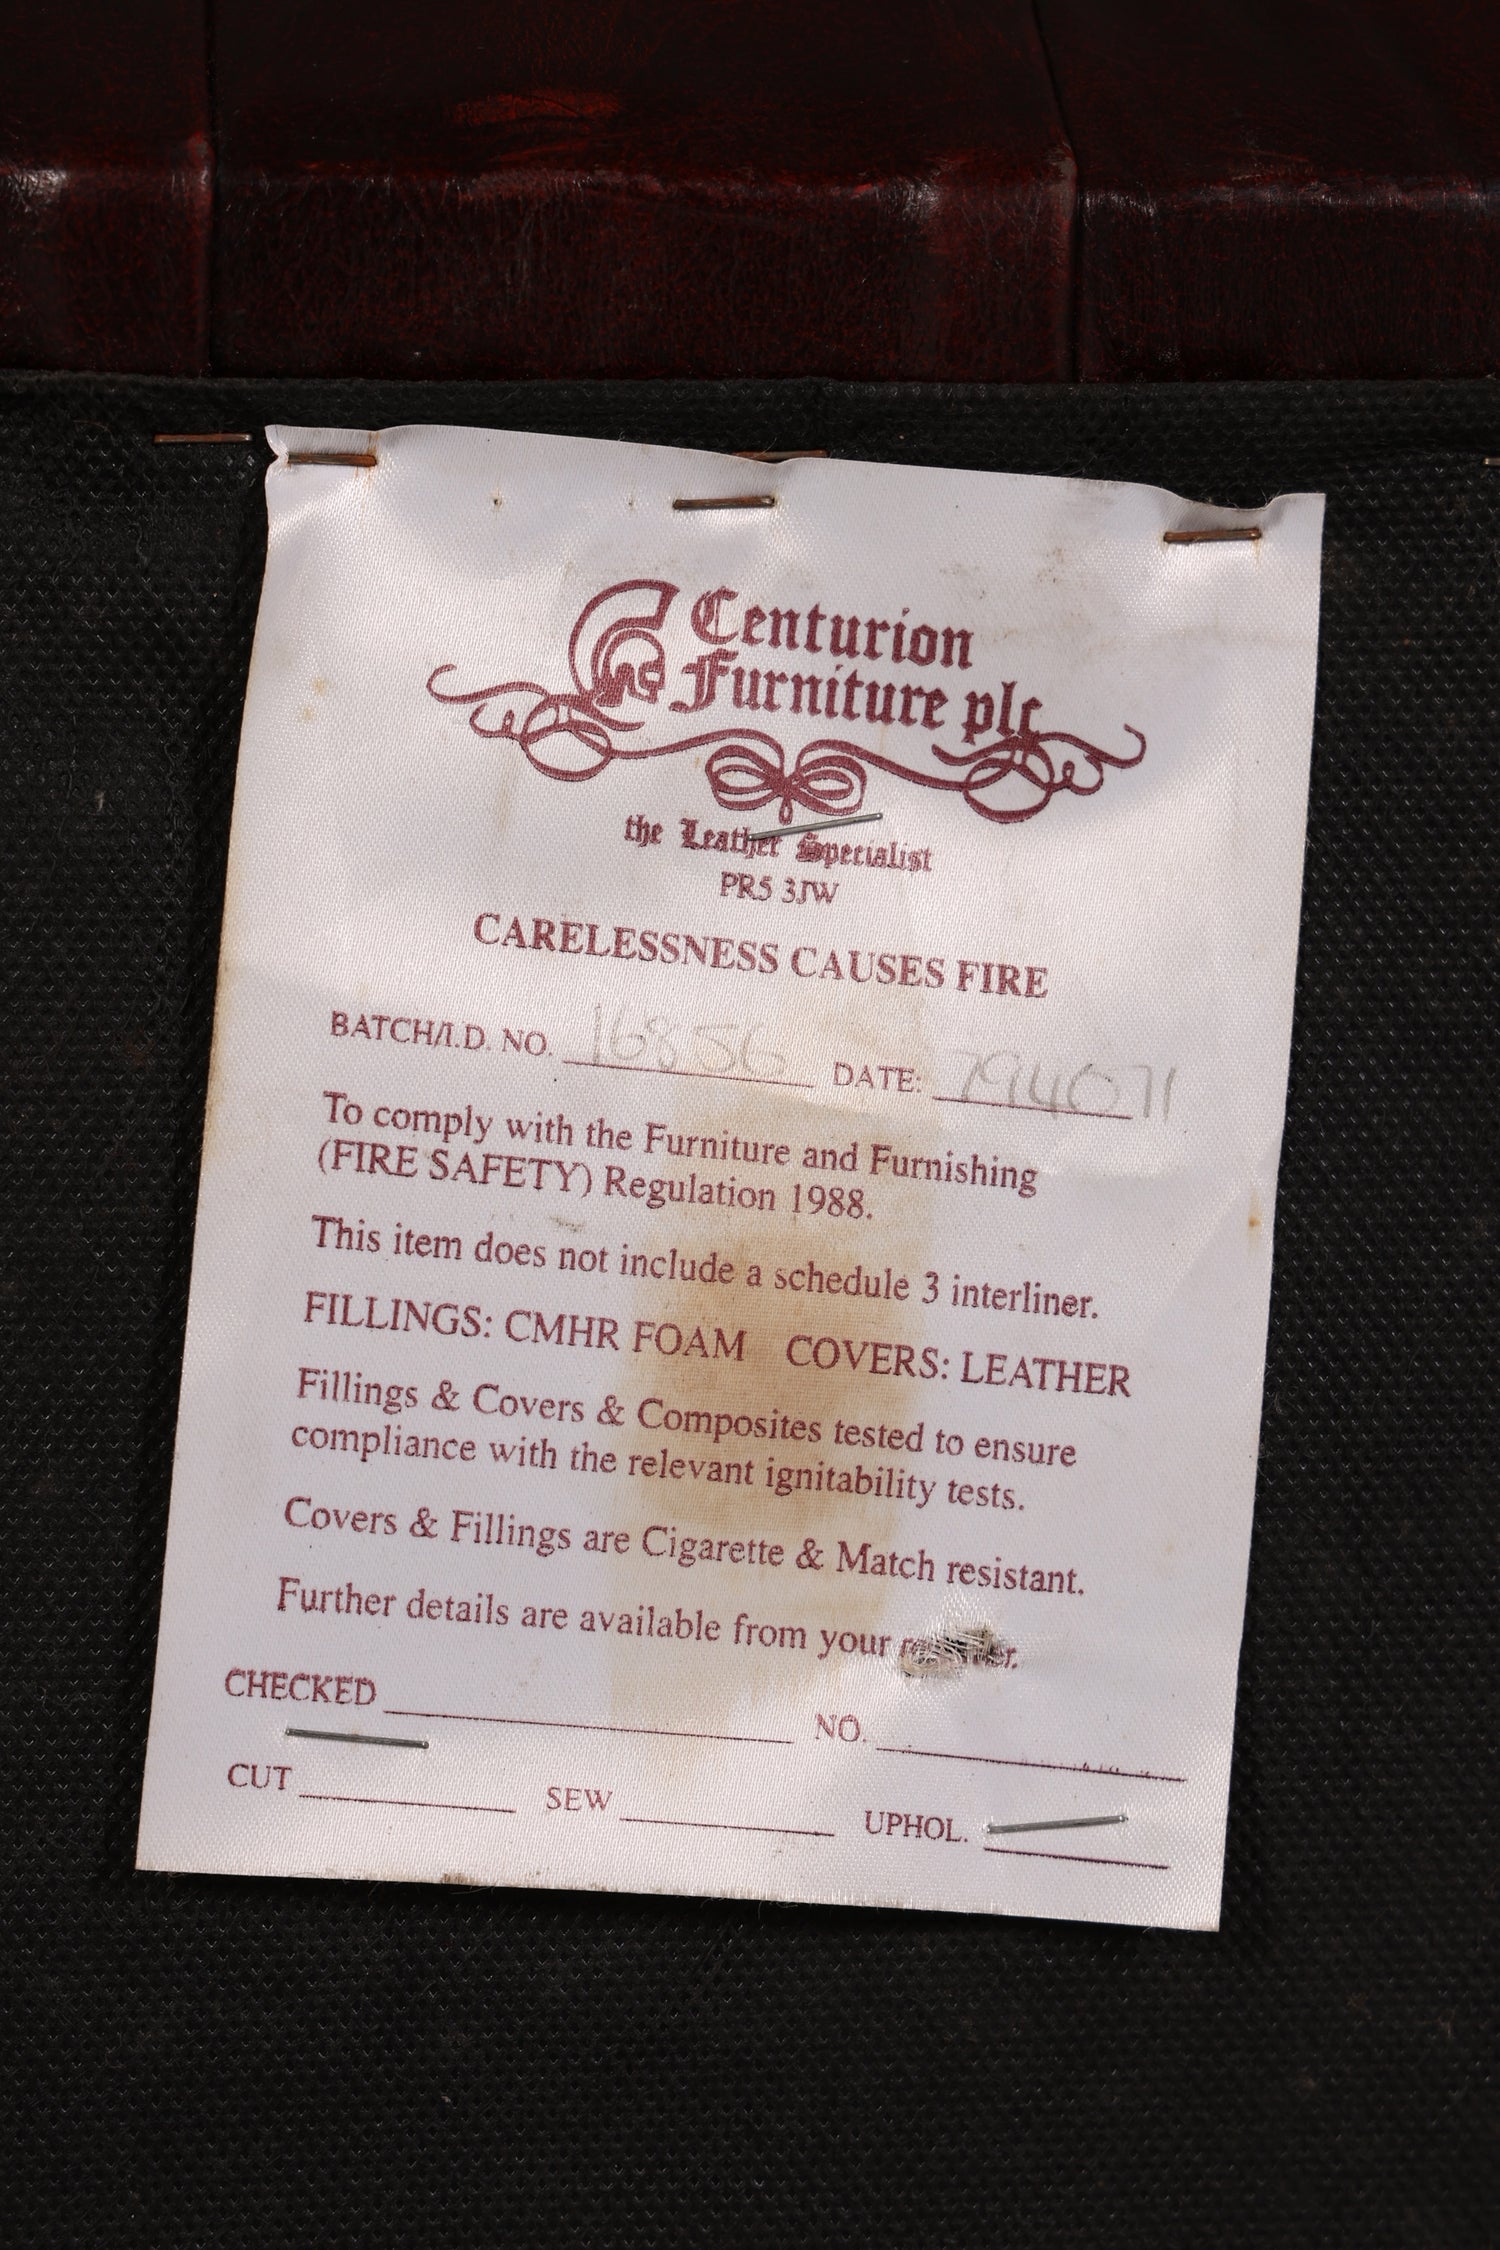 Centurion
Furniture plc
the Leather Specialist
PR5 3JW
CARELESSNESS CAUSES FIRE
BATCH/I.D. NO. 16856 DATE: 794071
To comply with the Furniture and Furnishing
(FIRE SAFETY) Regulation 1988.
This item does not include a schedule 3 interliner.
FILLINGS: CMHR FOAM COVERS: LEATHER
Fillings & Covers & Composites tested to ensure
compliance with the relevant ignitability tests.
Covers & Fillings are Cigarette & Match resistant.
Further details are available from your
CHECKED NO.
CUT SEW UPHOL.